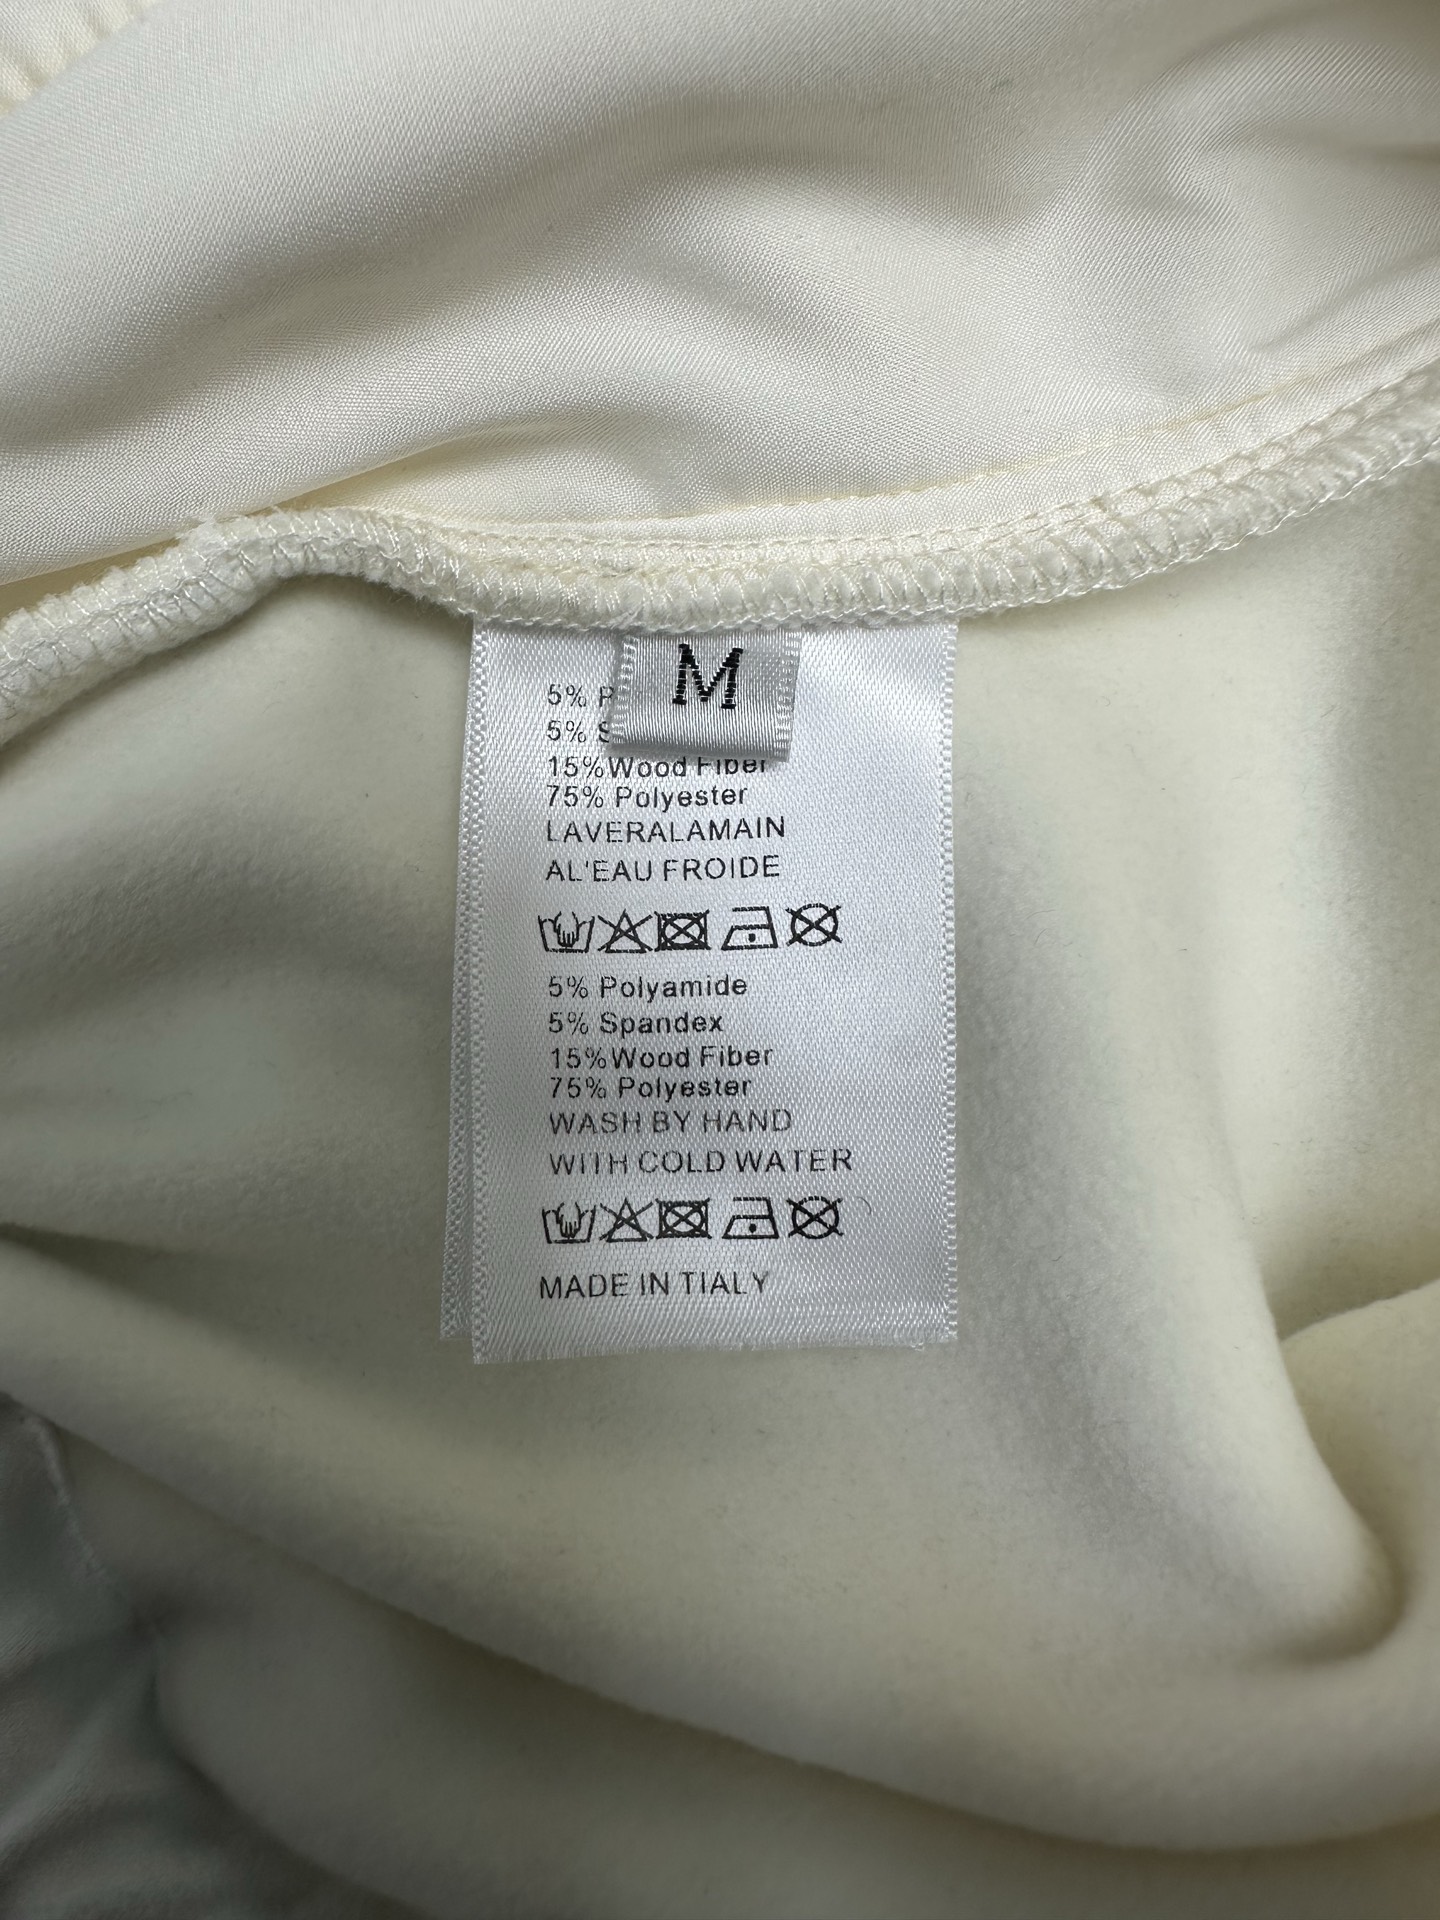 M
5% P
5% S
15%Wood Fiber
75% Polyester
LAVERALAMAIN
AL'EAU FROIDE
5% Polyamide
5% Spandex
15%Wood Fiber
75% Polyester
WASH BY HAND
WITH COLD WATER
MADE IN TIALY